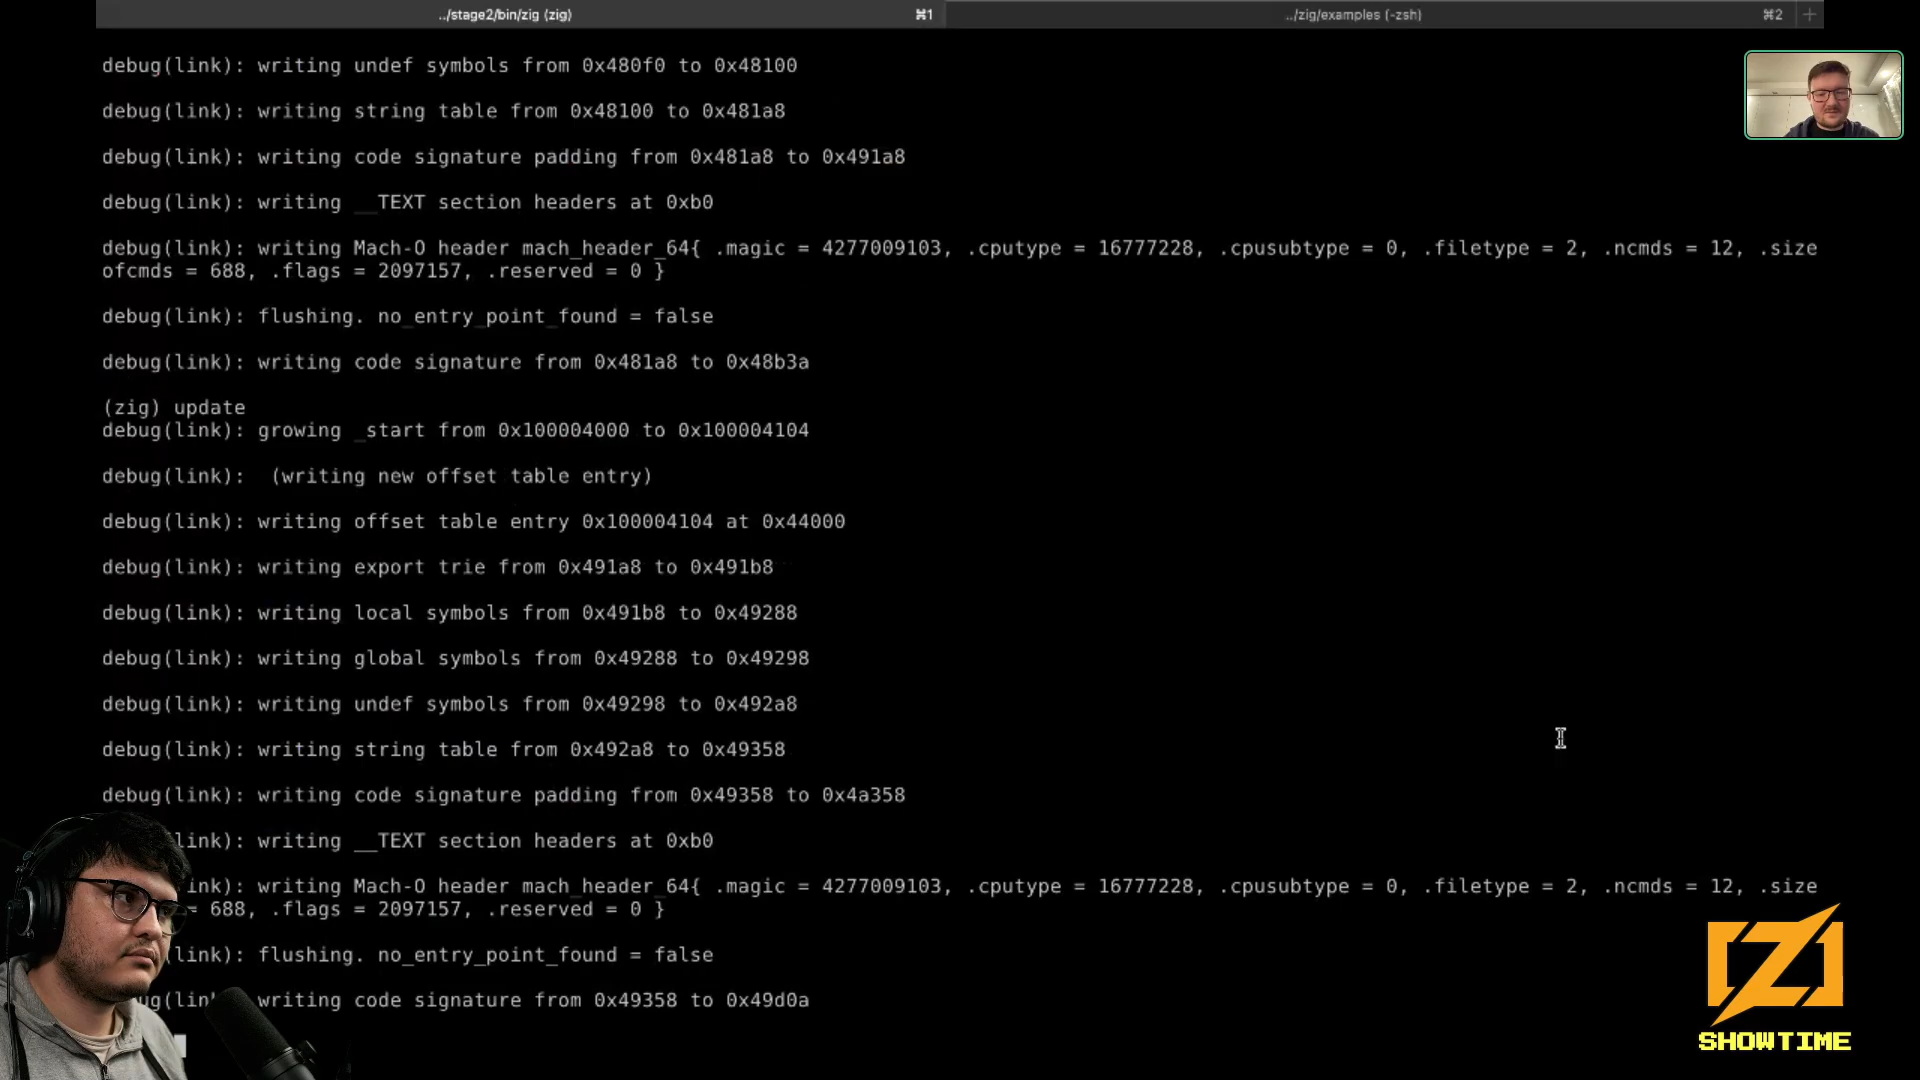 ../stage2/bin/zig (zig) ⌘1 ../zig/examples (-zsh) ⌘2 +
debug(link): writing undef symbols from 0x480f0 to 0x48100
debug(link): writing string table from 0x48100 to 0x481a8
debug(link): writing code signature padding from 0x481a8 to 0x491a8
debug(link): writing __TEXT section headers at 0xb0
debug(link): writing Mach-O header mach_header_64{ .magic = 4277009103, .cputype = 16777228, .cpusubtype = 0, .filetype = 2, .ncmds = 12, .size
ofcmds = 688, .flags = 2097157, .reserved = 0 }
debug(link): flushing. no_entry_point_found = false
debug(link): writing code signature from 0x481a8 to 0x48b3a
(zig) update
debug(link): growing _start from 0x100004000 to 0x100004104
debug(link):  (writing new offset table entry)
debug(link): writing offset table entry 0x100004104 at 0x44000
debug(link): writing export trie from 0x491a8 to 0x491b8
debug(link): writing local symbols from 0x491b8 to 0x49288
debug(link): writing global symbols from 0x49288 to 0x49298
debug(link): writing undef symbols from 0x49298 to 0x492a8
debug(link): writing string table from 0x492a8 to 0x49358
debug(link): writing code signature padding from 0x49358 to 0x4a358
link): writing __TEXT section headers at 0xb0
ink): writing Mach-O header mach_header_64{ .magic = 4277009103, .cputype = 16777228, .cpusubtype = 0, .filetype = 2, .ncmds = 12, .size
= 688, .flags = 2097157, .reserved = 0 }
link): flushing. no_entry_point_found = false
ug(link writing code signature from 0x49358 to 0x49d0a
SHOWTIME